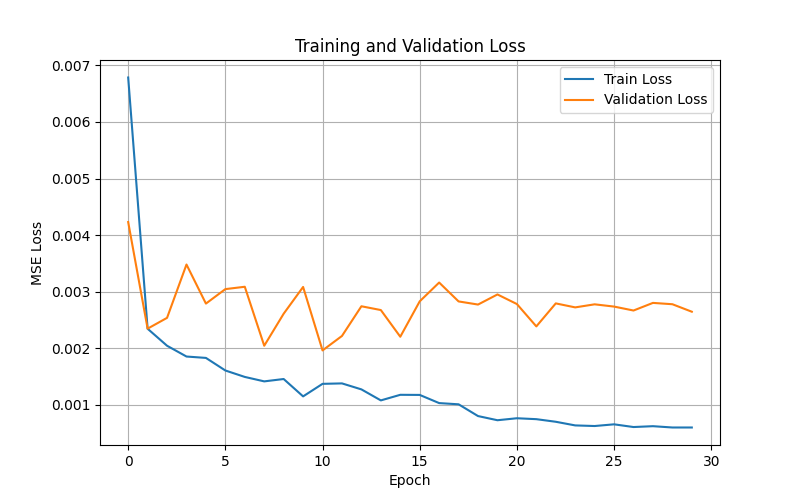 Training and Validation Loss
Train Loss
Validation Loss
MSE Loss
0.007
0.006
0.005
0.004
0.003
0.002
0.001
0 5 10 15 20 25 30
Epoch